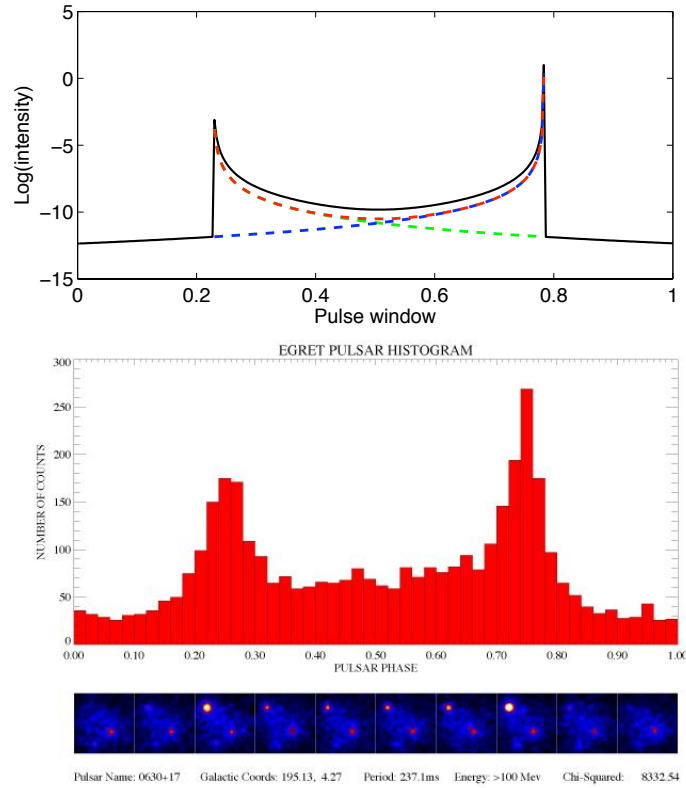 5
0
−5
−10
−15
Log(intensity)
0 0.2 0.4 0.6 0.8 1
Pulse window
EGRET PULSAR HISTOGRAM
300
250
200
150
100
50
0
NUMBER OF COUNTS
0.00 0.10 0.20 0.30 0.40 0.50 0.60 0.70 0.80 0.90 1.00
PULSAR PHASE
Pulsar Name: 0630+17 Galactic Coords: 195.13, 4.27 Period: 237.1ms Energy: >100 Mev Chi-Squared: 8332.54